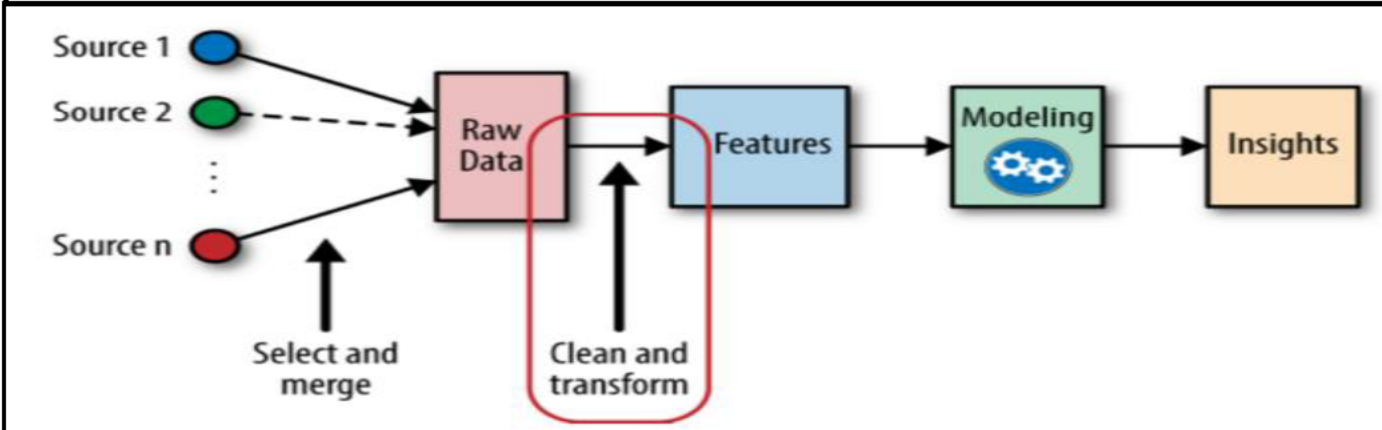 Source 1
Source 2
Source n
Select and
merge
Raw
Data
Clean and
transform
Features
Modeling
Insights